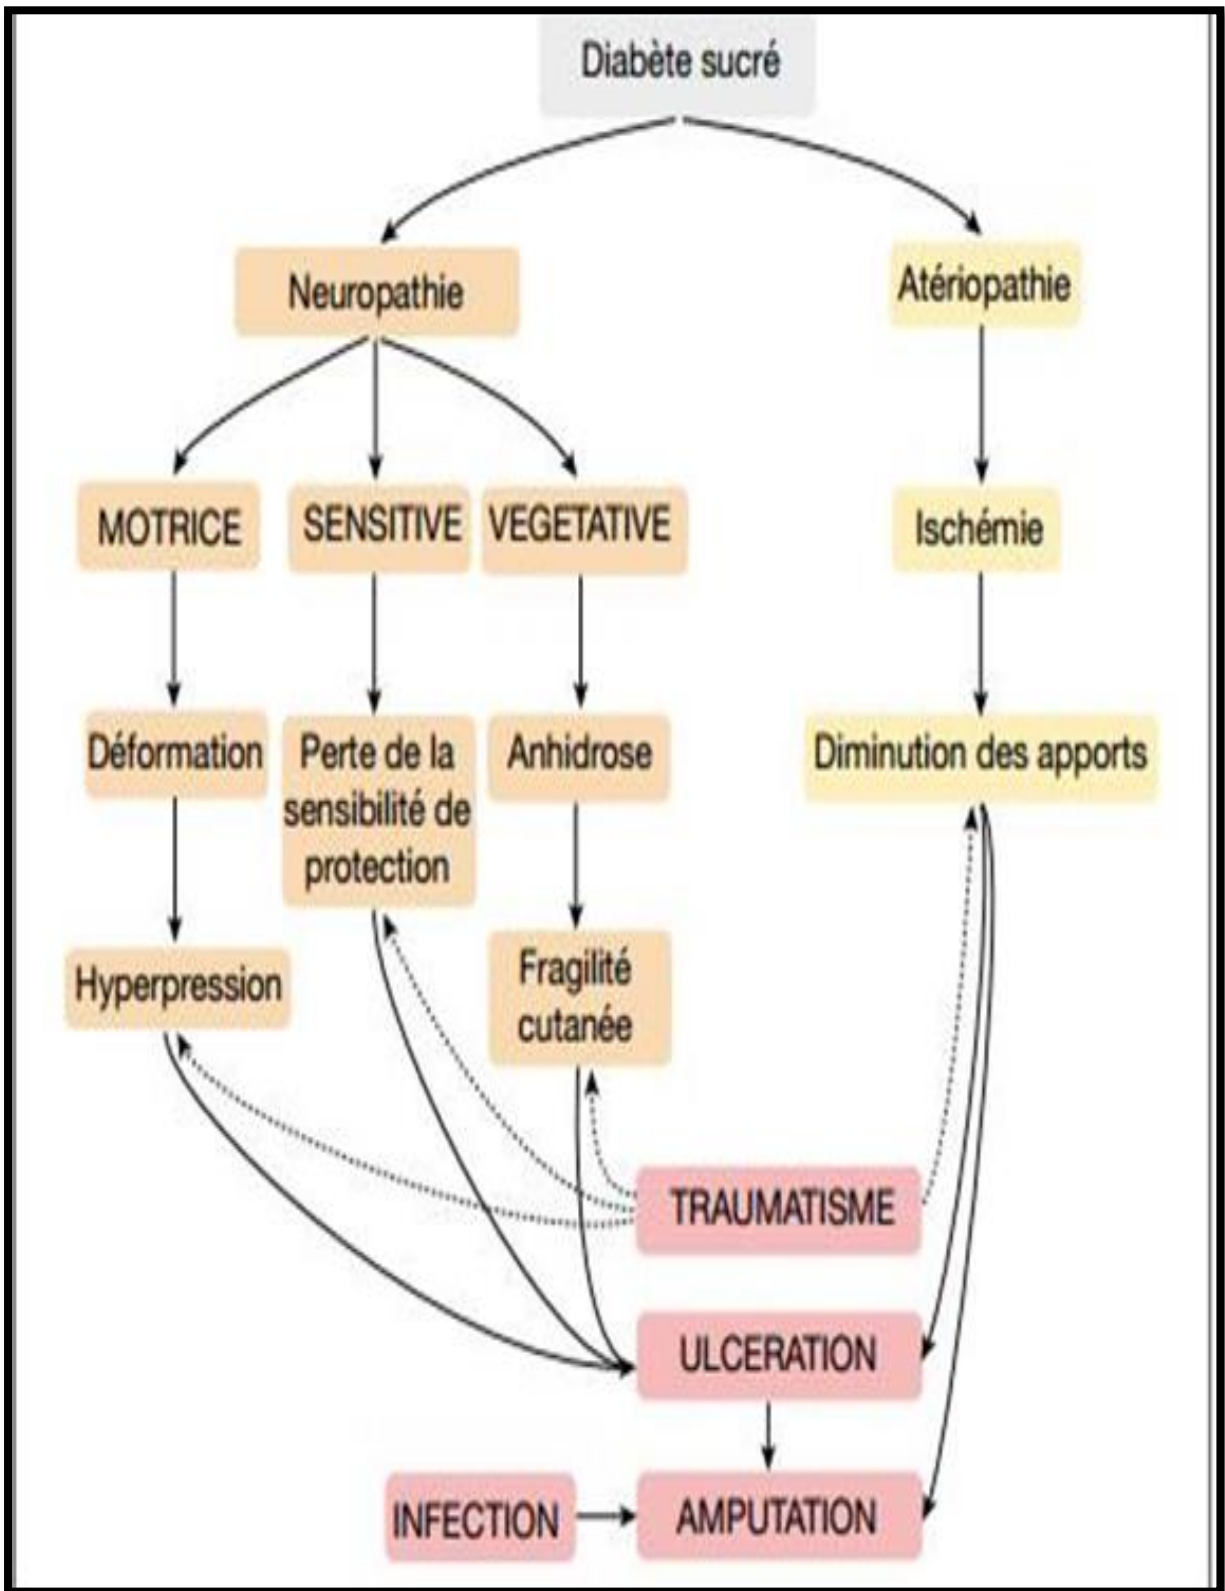 Diabète sucré
Neuropathie
Atériopathie
MOTRICE
SENSITIVE
VEGETATIVE
Ischémie
Déformation
Perte de la
sensibilité de
protection
Anhidrose
Diminution des apports
Hyperpression
Fragilité
cutanée
TRAUMATISME
ULCERATION
INFECTION
AMPUTATION